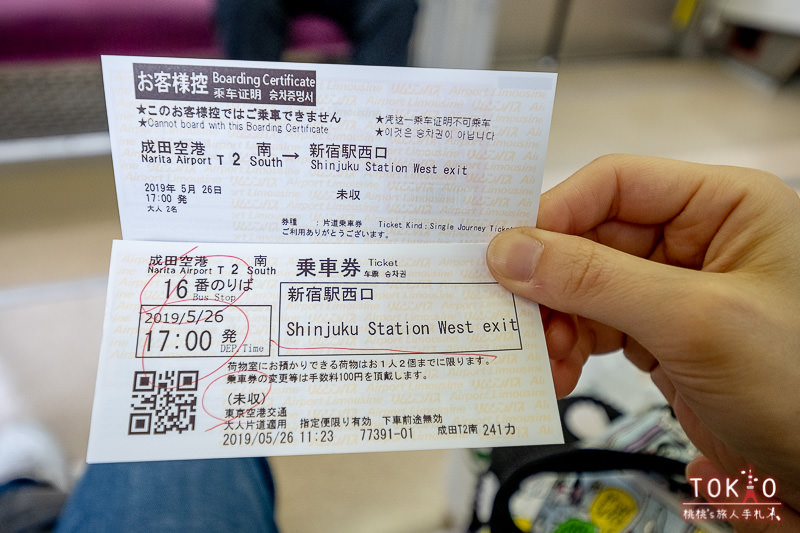 お客様控 Boarding Certificate
乘车证明 승차증명서
★このお客様控ではご乗車できません
★Cannot board with this Boarding Certificate
★凭这一乘车证明不可乘车
★이것은 승차권이 아닙니다
成田空港 南 → 新宿駅西口
Narita Airport T 2 South Shinjuku Station West exit
2019年 5月 26日
17:00 発
大人 2名
未収
券種 :片道乗車券 Ticket Kind:Single Journey Ticket
ご利用ありがとうございます。
成田空港 南
Narita Airport T 2 South
乗車券 Ticket
车票 승차권
16 番のりば
Bus Stop
2019/5/26
17:00 発
DEP Time
新宿駅西口
Shinjuku Station West exit
荷物室にお預かりできる荷物はお1人2個までに限ります。
乗車券の変更等は手数料100円を頂戴します。
(未収)
東京空港交通
大人片道適用 指定便限り有効 下車前途無効
2019/05/26 11:23 77391-01 成田T2南 241カ
TOKYO
桃桃's旅人手札